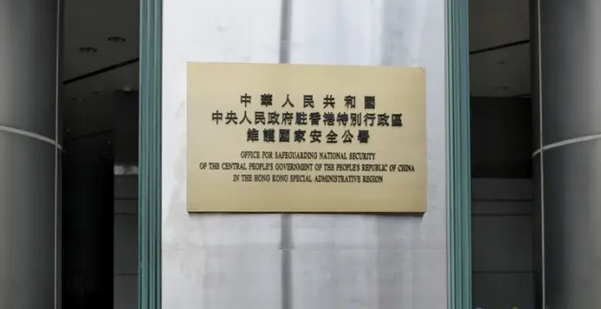 中華人民共和國
中央人民政府駐香港特別行政區
維護國家安全公署
OFFICE FOR SAFEGUARDING NATIONAL SECURITY
OF THE CENTRAL PEOPLE'S GOVERNMENT OF THE PEOPLE'S REPUBLIC OF CHINA
IN THE HONG KONG SPECIAL ADMINISTRATIVE REGION